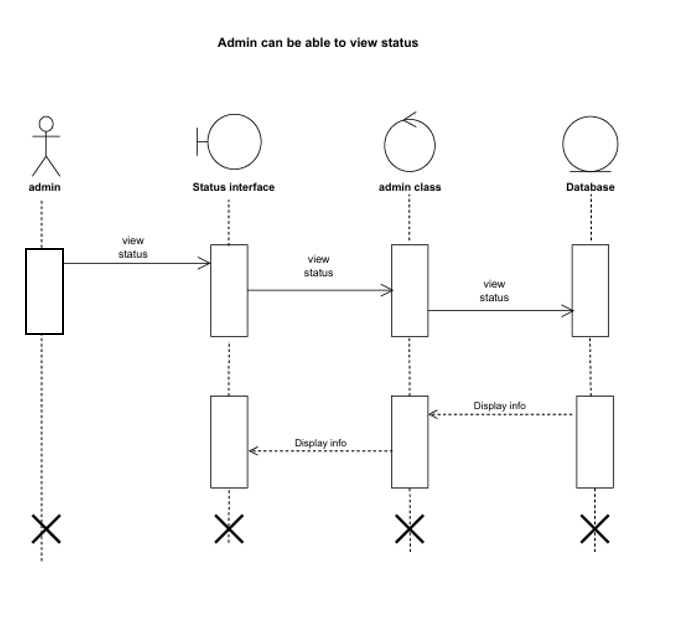 Admin can be able to view status
admin
Status interface
admin class
Database
view
status
view
status
view
status
Display info
Display info